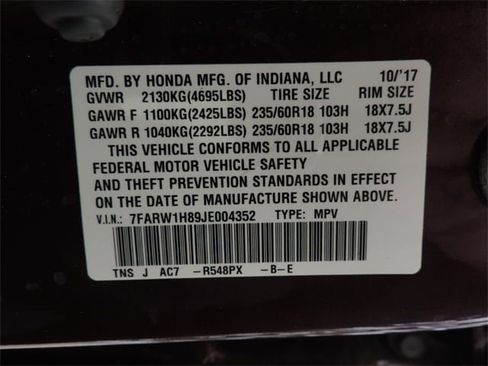 MFD. BY HONDA MFG. OF INDIANA, LLC 10/'17
GVWR 2130KG(4695LBS) TIRE SIZE RIM SIZE
GAWR F 1100KG(2425LBS) 235/60R18 103H 18X7.5J
GAWR R 1040KG(2292LBS) 235/60R18 103H 18X7.5J
THIS VEHICLE CONFORMS TO ALL APPLICABLE
FEDERAL MOTOR VEHICLE SAFETY
AND THEFT PREVENTION STANDARDS IN EFFECT
ON THE DATE OF MANUFACTURE SHOWN ABOVE.
V.I.N.: 7FARW1H89JE004352 TYPE: MPV
TNS J AC7 -R548PX -B-E